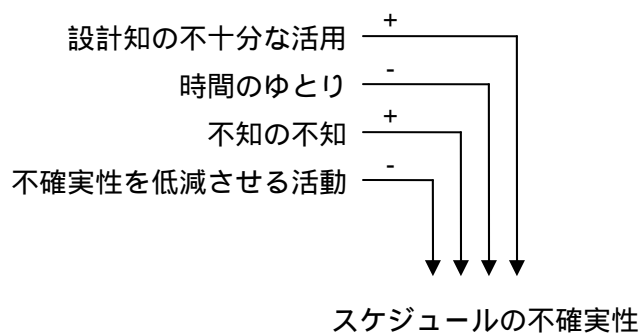 設計知の不十分な活用
+
時間のゆとり
-
不知の不知
+
不確実性を低減させる活動
-
スケジュールの不確実性